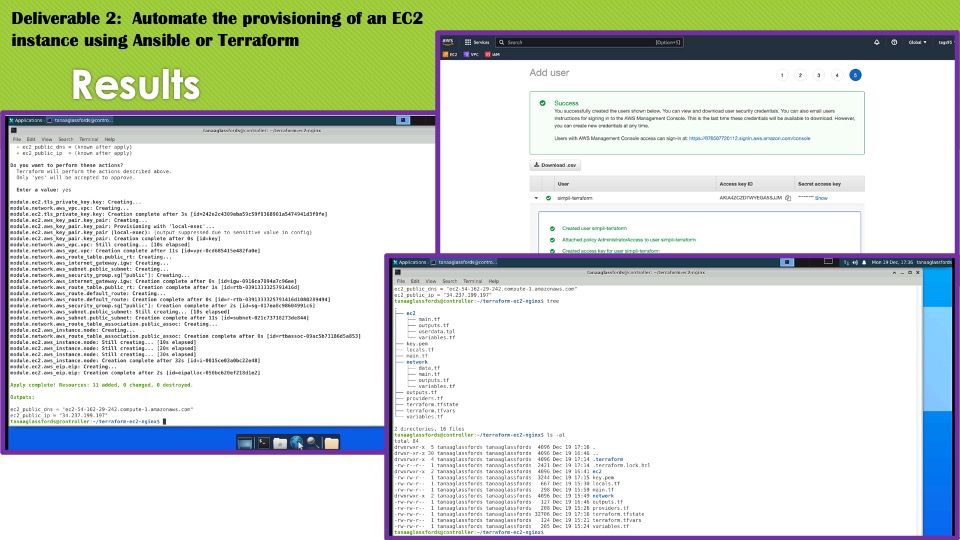 Deliverable 2: Automate the provisioning of an EC2
instance using Ansible or Terraform
Results
Applications
tanaaglassfords@contro...
tanaaglassfords@controller: ~/terraform-ec2-nginx
File Edit View Search Terminal Help
+ ec2_public_dns = (known after apply)
+ ec2_public_ip = (known after apply)
Do you want to perform these actions?
Terraform will perform the actions described above.
Only 'yes' will be accepted to approve.
Enter a value: yes
module.ec2.tls_private_key.key: Creating...
module.network.aws_vpc.vpc: Creating...
module.ec2.tls_private_key.key: Creation complete after 3s
module.ec2.aws_key_pair.key_pair: Creating...
module.ec2.aws_key_pair.key_pair: Provisioning with 'local-exec'...
module.ec2.aws_key_pair.key_pair (local-exec): (output suppressed due to sensitive value in config)
module.ec2.aws_key_pair.key_pair: Creation complete after 0s [id=key]
module.network.aws_vpc.vpc: Still creating... [10s elapsed]
module.network.aws_vpc.vpc: Creation complete after 11s [id=vpc-0cd685415e482fa0e]
module.network.aws_route_table.public_rt: Creating...
module.network.aws_internet_gateway.igw: Creating...
module.network.aws_subnet.public_subnet: Creating...
module.network.aws_security_group.sg["public"]: Creating...
module.network.aws_internet_gateway.igw: Creation complete after 0s [id=igw-0916ca7094a7c96ee]
module.network.aws_route_table.public_rt: Creation complete after 1s
module.network.aws_route.default_route: Creating...
module.network.aws_route.default_route: Creation complete after 0s
module.network.aws_security_group.sg["public"]: Creation complete after 2s
module.network.aws_subnet.public_subnet: Still creating... [10s elapsed]
module.network.aws_subnet.public_subnet: Creation complete after 11s
module.network.aws_route_table_association.public_assoc: Creating...
module.ec2.aws_instance.node: Creating...
module.network.aws_route_table_association.public_assoc: Creation complete after 0s
module.ec2.aws_instance.node: Still creating... [10s elapsed]
module.ec2.aws_instance.node: Still creating... [20s elapsed]
module.ec2.aws_instance.node: Still creating... [30s elapsed]
module.ec2.aws_instance.node: Creation complete after 32s [id=i-0015ce03a0bc22e48]
module.ec2.aws_eip.eip: Creating...
module.ec2.aws_eip.eip: Creation complete after 2s [id=eipalloc-050bc620ef218d1e2]
Apply complete! Resources: 11 added, 0 changed, 0 destroyed.
Outputs:
ec2_public_dns = "ec2-54-162-29-242.compute-1.amazonaws.com"
ec2_public_ip = "34.237.199.197"
tanaaglassfords@controller:~/terraform-ec2-nginx$
aws
Services
Search
[Option+S]
Global
tags95
EC2
VPC
IAM
Add user
1 2 3 4 5
Success
You successfully created the users shown below. You can view and download user security credentials. You can also email users
instructions for signing in to the AWS Management Console. This is the last time these credentials will be available to download. However,
you can create new credentials at any time.
Users with AWS Management Console access can sign-in at: https://078507720112.signin.aws.amazon.com/console
Download .csv
User
Access key ID
Secret access key
simpli-terraform
********* Show
Created user simpli-terraform
Attached policy AdministratorAccess to user simpli-terraform
Created access key for user simpli-terraform
Applications
tanaaglassfords@contro...
Mon 19 Dec, 17:36
tanaaglassfords
tanaaglassfords@controller: ~/terraform-ec2-nginx
File Edit View Search Terminal Help
ec2_public_dns = "ec2-54-162-29-242.compute-1.amazonaws.com"
ec2_public_ip = "34.237.199.197"
tanaaglassfords@controller:~/terraform-ec2-nginx$ tree
.
├── ec2
│   ├── main.tf
│   ├── outputs.tf
│   ├── userdata.tpl
│   └── variables.tf
├── key.pem
├── locals.tf
├── main.tf
├── network
│   ├── data.tf
│   ├── main.tf
│   ├── outputs.tf
│   └── variables.tf
├── outputs.tf
├── providers.tf
├── terraform.tfstate
├── terraform.tfvars
└── variables.tf
2 directories, 16 files
tanaaglassfords@controller:~/terraform-ec2-nginx$ ls -al
total 84
drwxrwxr-x 5 tanaaglassfords tanaaglassfords 4096 Dec 19 17:16 .
drwxr-xr-x 30 tanaaglassfords tanaaglassfords 4096 Dec 19 16:46 ..
drwxr-xr-x 4 tanaaglassfords tanaaglassfords 4096 Dec 19 17:14 .terraform
-rw-r--r-- 1 tanaaglassfords tanaaglassfords 2421 Dec 19 17:14 .terraform.lock.hcl
drwxrwxr-x 2 tanaaglassfords tanaaglassfords 4096 Dec 19 16:41 ec2
-rw-rw-r-- 1 tanaaglassfords tanaaglassfords 3244 Dec 19 17:15 key.pem
-rw-rw-r-- 1 tanaaglassfords tanaaglassfords 667 Dec 19 15:30 locals.tf
-rw-rw-r-- 1 tanaaglassfords tanaaglassfords 298 Dec 19 15:59 main.tf
drwxrwxr-x 2 tanaaglassfords tanaaglassfords 4096 Dec 19 15:49 network
-rw-rw-r-- 1 tanaaglassfords tanaaglassfords 127 Dec 19 15:46 outputs.tf
-rw-rw-r-- 1 tanaaglassfords tanaaglassfords 208 Dec 19 15:26 providers.tf
-rw-rw-r-- 1 tanaaglassfords tanaaglassfords 32706 Dec 19 17:16 terraform.tfstate
-rw-rw-r-- 1 tanaaglassfords tanaaglassfords 124 Dec 19 15:21 terraform.tfvars
-rw-rw-r-- 1 tanaaglassfords tanaaglassfords 205 Dec 19 15:24 variables.tf
tanaaglassfords@controller:~/terraform-ec2-nginx$